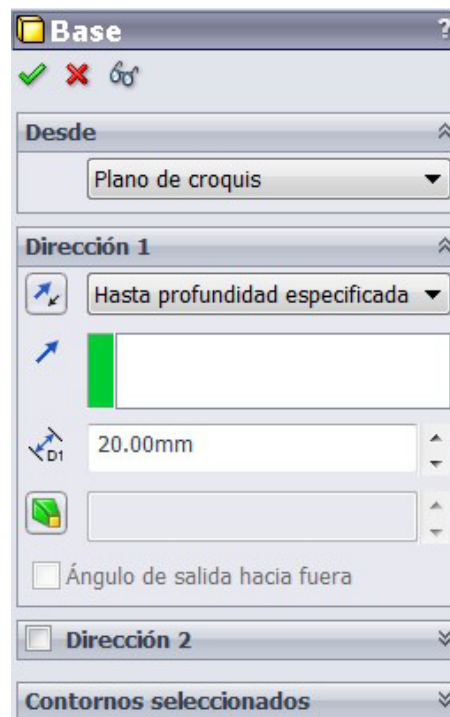 Base
?
Desde
Plano de croquis
Dirección 1
Hasta profundidad especificada
D1
20.00mm
Ángulo de salida hacia fuera
Dirección 2
Contornos seleccionados